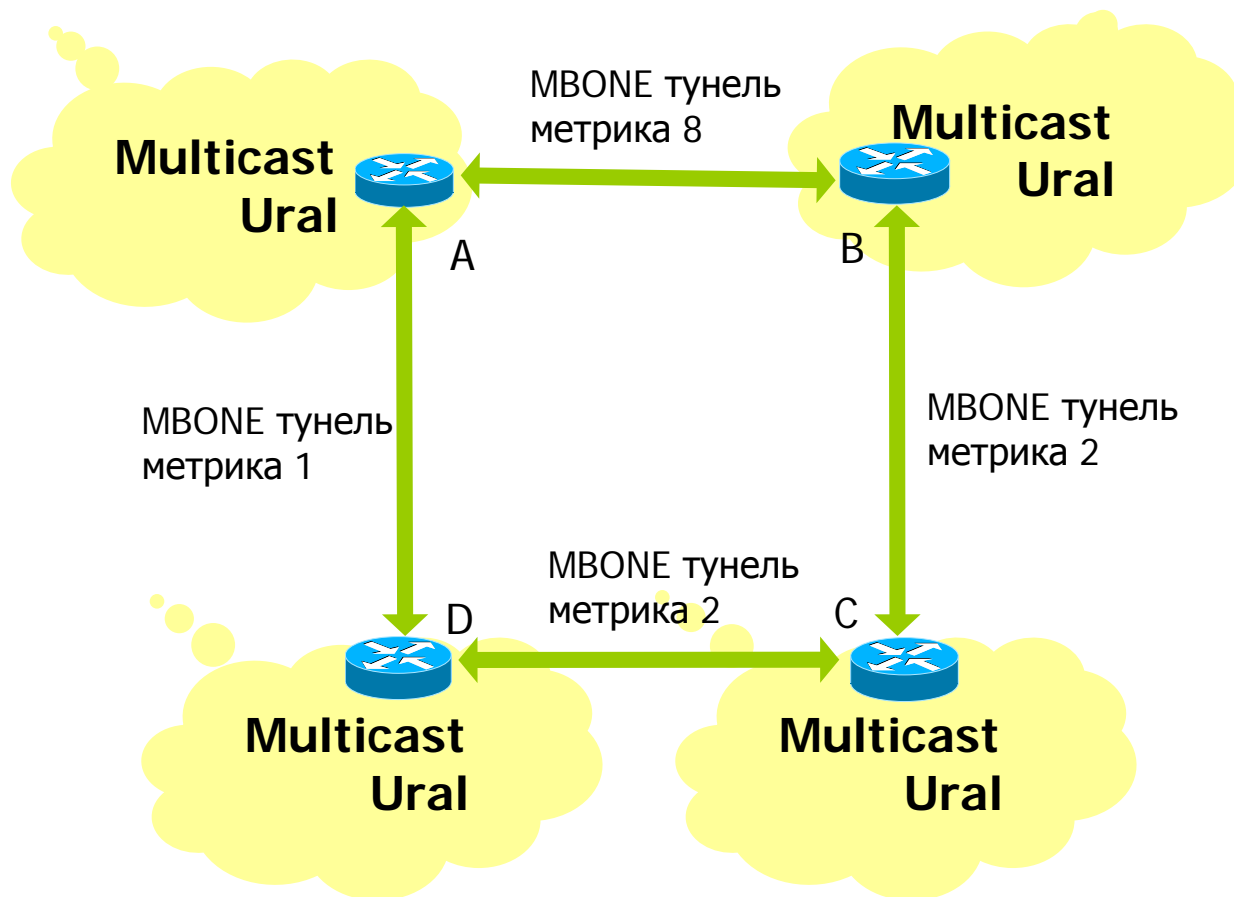 MBONE тунель
метрика 8
Multicast
Ural
Multicast
Ural
A
B
MBONE тунель
метрика 1
MBONE тунель
метрика 2
MBONE тунель
метрика 2
D
C
Multicast
Ural
Multicast
Ural